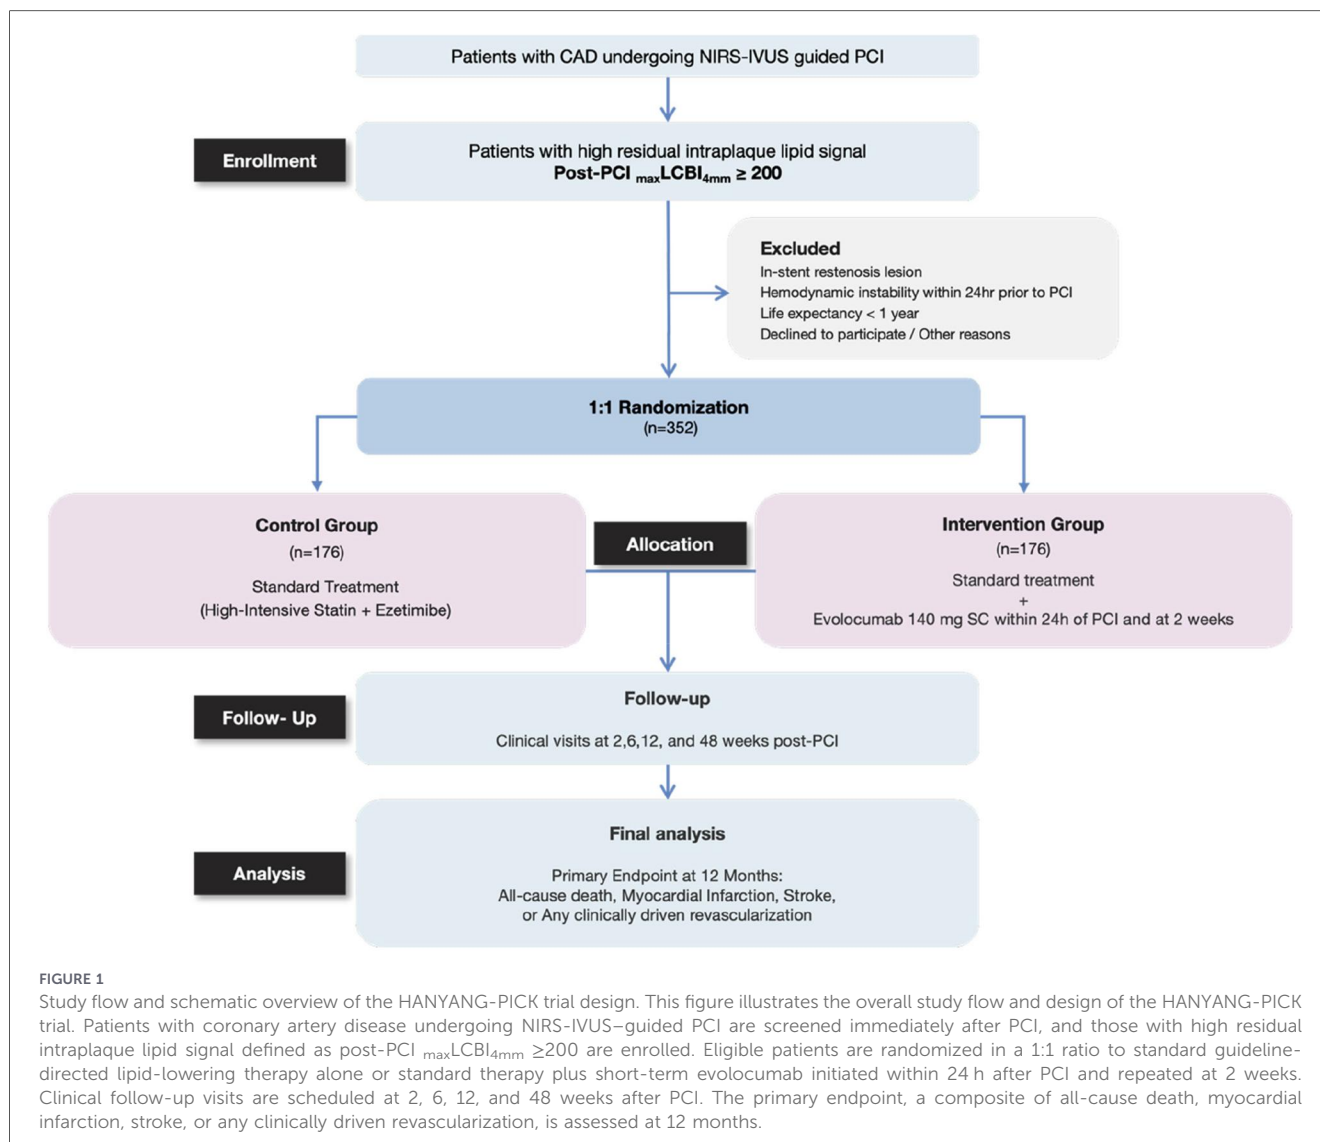 Patients with CAD undergoing NIRS-IVUS guided PCI
Enrollment
Patients with high residual intraplaque lipid signal
Post-PCI maxLCBI4mm ≥ 200
Excluded
In-stent restenosis lesion
Hemodynamic instability within 24hr prior to PCI
Life expectancy < 1 year
Declined to participate / Other reasons
1:1 Randomization
(n=352)
Control Group
(n=176)
Standard Treatment
(High-Intensive Statin + Ezetimibe)
Allocation
Intervention Group
(n=176)
Standard treatment
+
Evolocumab 140 mg SC within 24h of PCI and at 2 weeks
Follow- Up
Follow-up
Clinical visits at 2,6,12, and 48 weeks post-PCI
Analysis
Final analysis
Primary Endpoint at 12 Months:
All-cause death, Myocardial Infarction, Stroke,
or Any clinically driven revascularization
FIGURE 1
Study flow and schematic overview of the HANYANG-PICK trial design. This figure illustrates the overall study flow and design of the HANYANG-PICK
trial. Patients with coronary artery disease undergoing NIRS-IVUS–guided PCI are screened immediately after PCI, and those with high residual
intraplaque lipid signal defined as post-PCI maxLCBI4mm ≥200 are enrolled. Eligible patients are randomized in a 1:1 ratio to standard guideline-
directed lipid-lowering therapy alone or standard therapy plus short-term evolocumab initiated within 24 h after PCI and repeated at 2 weeks.
Clinical follow-up visits are scheduled at 2, 6, 12, and 48 weeks after PCI. The primary endpoint, a composite of all-cause death, myocardial
infarction, stroke, or any clinically driven revascularization, is assessed at 12 months.